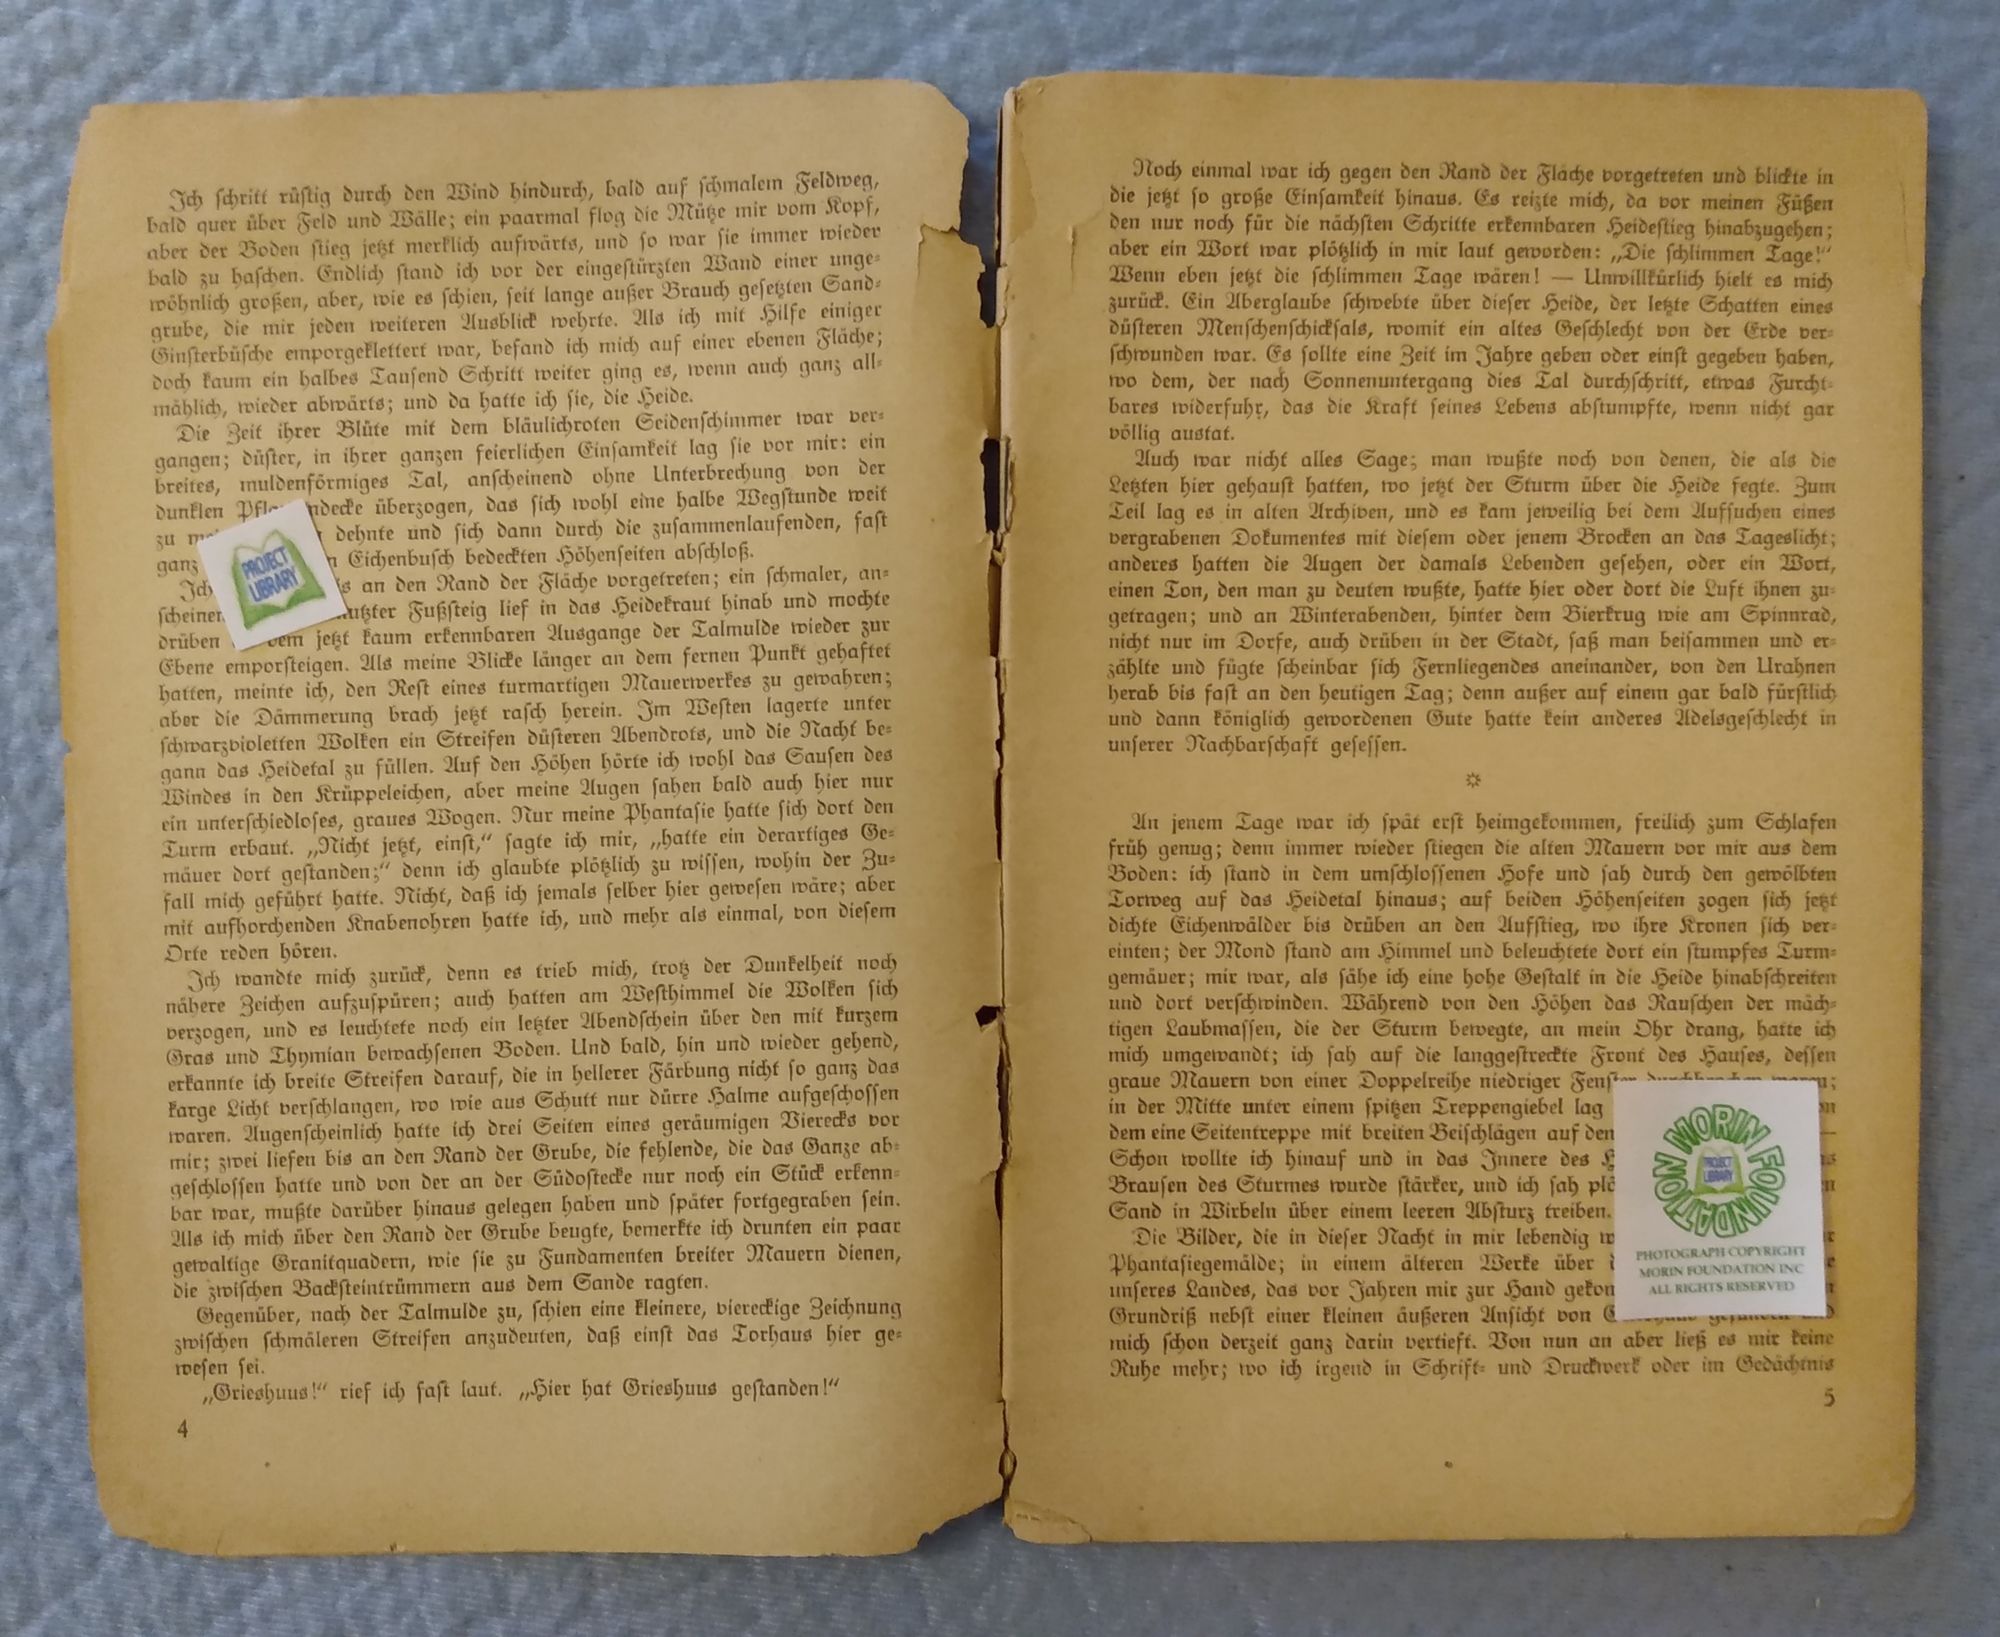 Ich schritt rüstig durch den Wind hindurch, bald auf schmalem Feldweg,
bald quer über Feld und Wälle; ein paarmal flog die Mütze mir vom Kopf,
aber der Boden stieg jetzt merklich aufwärts, und so war sie immer wieder
bald zu haschen. Endlich stand ich vor der eingestürzten Wand einer unge-
wöhnlich großen, aber, wie es schien, seit lange außer Brauch gesetzten Sand-
grube, die mir jeden weiteren Ausblick wehrte. Als ich mit Hilfe einiger
Ginsterbüsche emporgeklettert war, befand ich mich auf einer ebenen Fläche;
doch kaum ein halbes Tausend Schritt weiter ging es, wenn auch ganz all-
mählich, wieder abwärts; und da hatte ich sie, die Heide.
Die Zeit ihrer Blüte mit dem bläulichroten Seidenschimmer war ver-
gangen; düster, in ihrer ganzen feierlichen Einsamkeit lag sie vor mir: ein
breites, muldenförmiges Tal, anscheinend ohne Unterbrechung von der
dunklen Pfla ndecke überzogen, das sich wohl eine halbe Wegstunde weit
zu dehnte und sich dann durch die zusammenlaufenden, fast
ganz Eichenbusch bedeckten Höhenseiten abschloß.
Ich an den Rand der Fläche vorgetreten; ein schmaler, an-
scheinen nutzter Fußsteig lief in das Heidekraut hinab und mochte
drüben dem jetzt kaum erkennbaren Ausgange der Talmulde wieder zur
Ebene emporsteigen. Als meine Blicke länger an dem fernen Punkt gehaftet
hatten, meinte ich, den Rest eines turmartigen Mauerwerkes zu gewahren;
aber die Dämmerung brach jetzt rasch herein. Im Westen lagerte unter
schwarzvioletten Wolken ein Streifen düsteren Abendrots, und die Nacht be-
gann das Heidetal zu füllen. Auf den Höhen hörte ich wohl das Sausen des
Windes in den Krüppeleichen, aber meine Augen sahen bald auch hier nur
ein unterschiedloses, graues Wogen. Nur meine Phantasie hatte sich dort den
Turm erbaut. „Nicht jetzt, einst,“ sagte ich mir, „hatte ein derartiges Ge-
mäuer dort gestanden;“ denn ich glaubte plötzlich zu wissen, wohin der Zu-
fall mich geführt hatte. Nicht, daß ich jemals selber hier gewesen wäre; aber
mit aufhorchenden Knabenohren hatte ich, und mehr als einmal, von diesem
Orte reden hören.
Ich wandte mich zurück, denn es trieb mich, trotz der Dunkelheit noch
nähere Zeichen aufzuspüren; auch hatten am Westhimmel die Wolken sich
verzogen, und es leuchtete noch ein letzter Abendschein über den mit kurzem
Gras und Thymian bewachsenen Boden. Und bald, hin und wieder gehend,
erkannte ich breite Streifen darauf, die in hellerer Färbung nicht so ganz das
karge Licht verschlangen, wo wie aus Schutt nur dürre Halme aufgeschossen
waren. Augenscheinlich hatte ich drei Seiten eines geräumigen Vierecks vor
mir; zwei liefen bis an den Rand der Grube, die fehlende, die das Ganze ab-
geschlossen hatte und von der an der Südostecke nur noch ein Stück erkenn-
bar war, mußte darüber hinaus gelegen haben und später fortgegraben sein.
Als ich mich über den Rand der Grube beugte, bemerkte ich drunten ein paar
gewaltige Granitquadern, wie sie zu Fundamenten breiter Mauern dienen,
die zwischen Backsteintrümmern aus dem Sande ragten.
Gegenüber, nach der Talmulde zu, schien eine kleinere, viereckige Zeichnung
zwischen schmäleren Streifen anzudeuten, daß einst das Torhaus hier ge-
wesen sei.
„Grieshuus!“ rief ich fast laut. „Hier hat Grieshuus gestanden!“
4
PROJECT
LIBRARY
Noch einmal war ich gegen den Rand der Fläche vorgetreten und blickte in
die jetzt so große Einsamkeit hinaus. Es reizte mich, da vor meinen Füßen
den nur noch für die nächsten Schritte erkennbaren Heidestieg hinabzugehen;
aber ein Wort war plötzlich in mir laut geworden: „Die schlimmen Tage!“
Wenn eben jetzt die schlimmen Tage wären! — Unwillkürlich hielt es mich
zurück. Ein Aberglaube schwebte über dieser Heide, der letzte Schatten eines
düsteren Menschenschicksals, womit ein altes Geschlecht von der Erde ver-
schwunden war. Es sollte eine Zeit im Jahre geben oder einst gegeben haben,
wo dem, der nach Sonnenuntergang dies Tal durchschritt, etwas Furcht-
bares widerfuhr, das die Kraft seines Lebens abstumpfte, wenn nicht gar
völlig austat.
Auch war nicht alles Sage; man wußte noch von denen, die als die
Letzten hier gehaust hatten, wo jetzt der Sturm über die Heide fegte. Zum
Teil lag es in alten Archiven, und es kam jeweilig bei dem Aufsuchen eines
vergrabenen Dokumentes mit diesem oder jenem Brocken an das Tageslicht;
anderes hatten die Augen der damals Lebenden gesehen, oder ein Wort,
einen Ton, den man zu deuten wußte, hatte hier oder dort die Luft ihnen zu-
getragen; und an Winterabenden, hinter dem Bierkrug wie am Spinnrad,
nicht nur im Dorfe, auch drüben in der Stadt, saß man beisammen und er-
zählte und fügte scheinbar sich Fernliegendes aneinander, von den Urahnen
herab bis fast an den heutigen Tag; denn außer auf einem gar bald fürstlich
und dann königlich gewordenen Gute hatte kein anderes Adelsgeschlecht in
unserer Nachbarschaft gesessen.
An jenem Tage war ich spät erst heimgekommen, freilich zum Schlafen
früh genug; denn immer wieder stiegen die alten Mauern vor mir aus dem
Boden: ich stand in dem umschlossenen Hofe und sah durch den gewölbten
Torweg auf das Heidetal hinaus; auf beiden Höhenseiten zogen sich jetzt
dichte Eichenwälder bis drüben an den Aufstieg, wo ihre Kronen sich ver-
einten; der Mond stand am Himmel und beleuchtete dort ein stumpfes Turm-
gemäuer; mir war, als sähe ich eine hohe Gestalt in die Heide hinabschreiten
und dort verschwinden. Während von den Höhen das Rauschen der mäch-
tigen Laubmassen, die der Sturm bewegte, an mein Ohr drang, hatte ich
mich umgewandt; ich sah auf die langgestreckte Front des Hauses, dessen
graue Mauern von einer Doppelreihe niedriger Fenster durchbrochen waren;
in der Mitte unter einem spitzen Treppengiebel lag
dem eine Seitentreppe mit breiten Beischlägen auf den —
Schon wollte ich hinauf und in das Innere des
Brausen des Sturmes wurde stärker, und ich sah plö
Sand in Wirbeln über einem leeren Absturz treiben.
Die Bilder, die in dieser Nacht in mir lebendig
Phantasiegemälde; in einem älteren Werke über
unseres Landes, das vor Jahren mir zur Hand gekom
Grundriß nebst einer kleinen äußeren Ansicht von gefunden und
mich schon derzeit ganz darin vertieft. Von nun an aber ließ es mir keine
Ruhe mehr; wo ich irgend in Schrift- und Druckwerk oder im Gedächtnis
5
MORIN FOUNDATION
PROJECT
LIBRARY
PHOTOGRAPH COPYRIGHT
MORIN FOUNDATION INC
ALL RIGHTS RESERVED